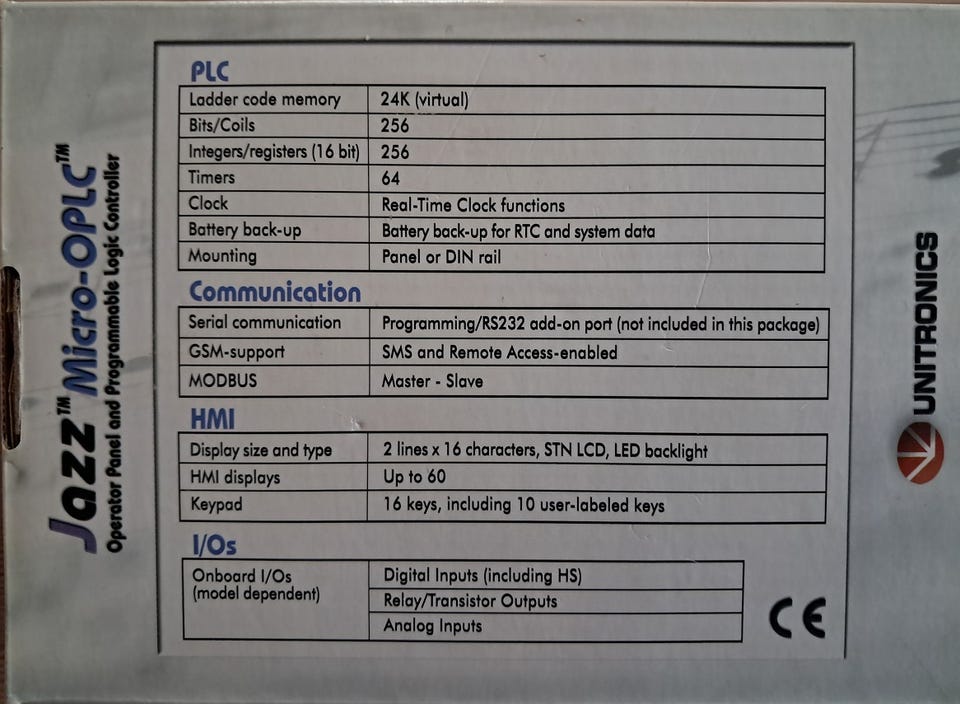 Jazz™ Micro-OPLC™
Operator Panel and Programmable Logic Controller
PLC
Ladder code memory 24K (virtual)
Bits/Coils 256
Integers/registers (16 bit) 256
Timers 64
Clock Real-Time Clock functions
Battery back-up Battery back-up for RTC and system data
Mounting Panel or DIN rail
Communication
Serial communication Programming/RS232 add-on port (not included in this package)
GSM-support SMS and Remote Access-enabled
MODBUS Master - Slave
HMI
Display size and type 2 lines x 16 characters, STN LCD, LED backlight
HMI displays Up to 60
Keypad 16 keys, including 10 user-labeled keys
I/Os
Onboard I/Os Digital Inputs (including HS)
(model dependent) Relay/Transistor Outputs
Analog Inputs
CE
UNITRONICS